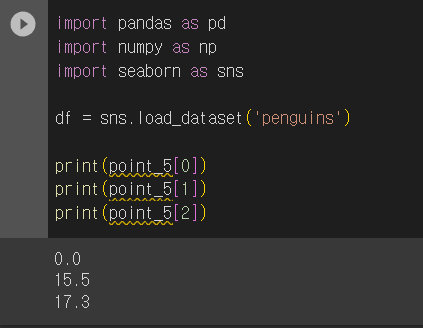 import pandas as pd
import numpy as np
import seaborn as sns
df = sns.load_dataset('penguins')
print(point_5[0])
print(point_5[1])
print(point_5[2])
0.0
15.5
17.3